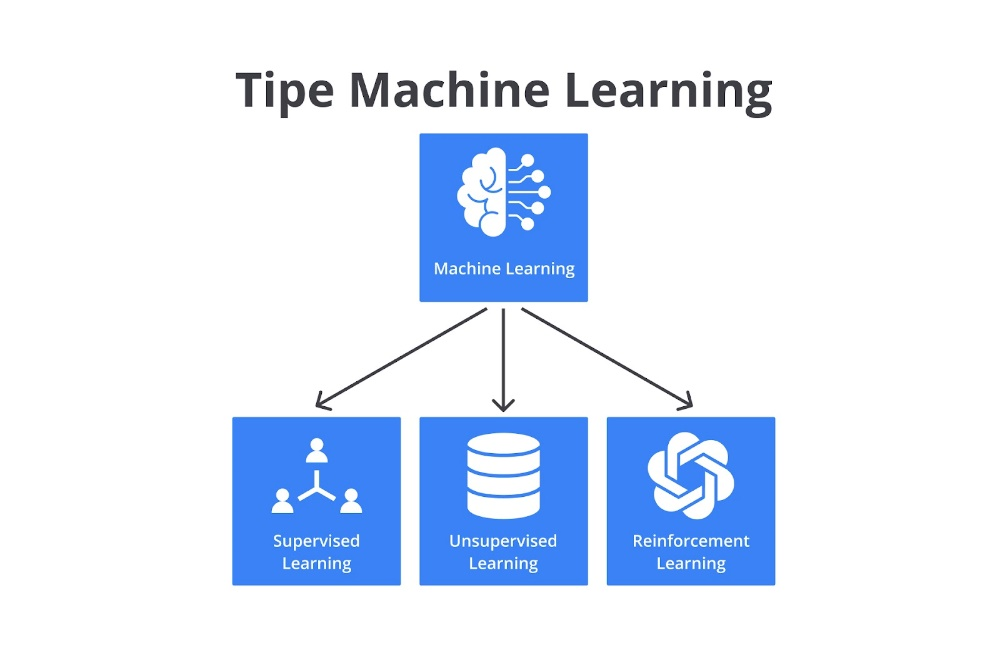 Tipe Machine Learning
Machine Learning
Supervised
Learning
Unsupervised
Learning
Reinforcement
Learning